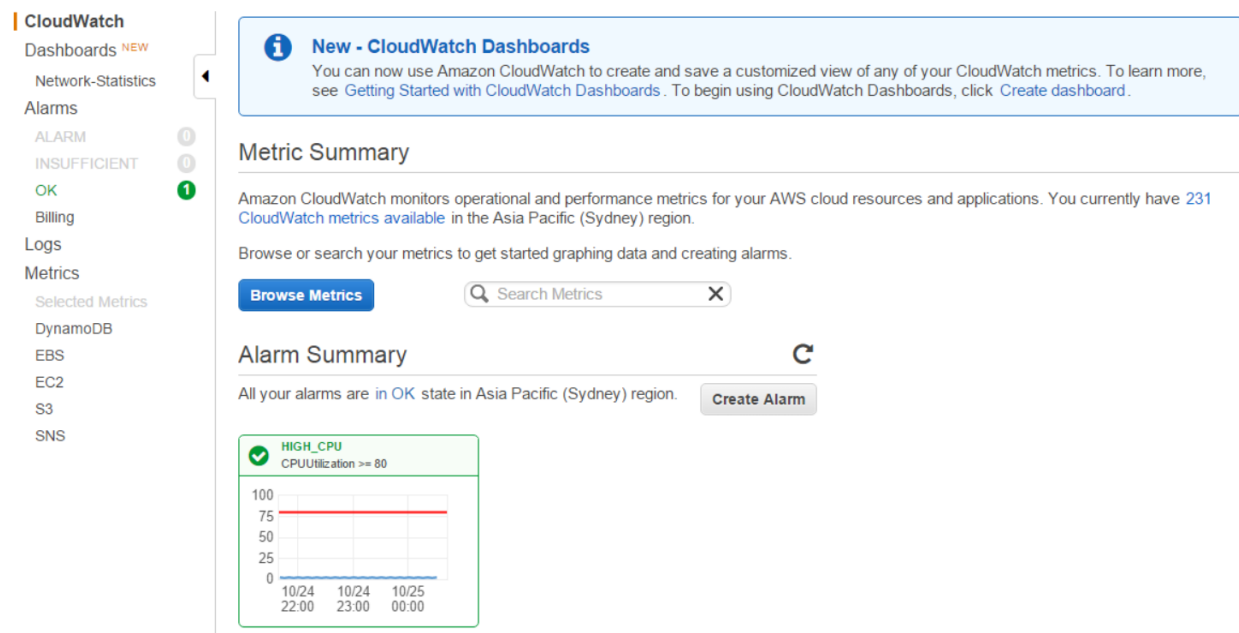 CloudWatch
Dashboards NEW
Network-Statistics
Alarms
ALARM 0
INSUFFICIENT 0
OK 1
Billing
Logs
Metrics
Selected Metrics
DynamoDB
EBS
EC2
S3
SNS
New - CloudWatch Dashboards
You can now use Amazon CloudWatch to create and save a customized view of any of your CloudWatch metrics. To learn more,
see Getting Started with CloudWatch Dashboards. To begin using CloudWatch Dashboards, click Create dashboard.
Metric Summary
Amazon CloudWatch monitors operational and performance metrics for your AWS cloud resources and applications. You currently have 231
CloudWatch metrics available in the Asia Pacific (Sydney) region.
Browse or search your metrics to get started graphing data and creating alarms.
Browse Metrics
Search Metrics
Alarm Summary
All your alarms are in OK state in Asia Pacific (Sydney) region.
Create Alarm
HIGH_CPU
CPUUtilization >= 80
100
75
50
25
0
10/24 10/24 10/25
22:00 23:00 00:00